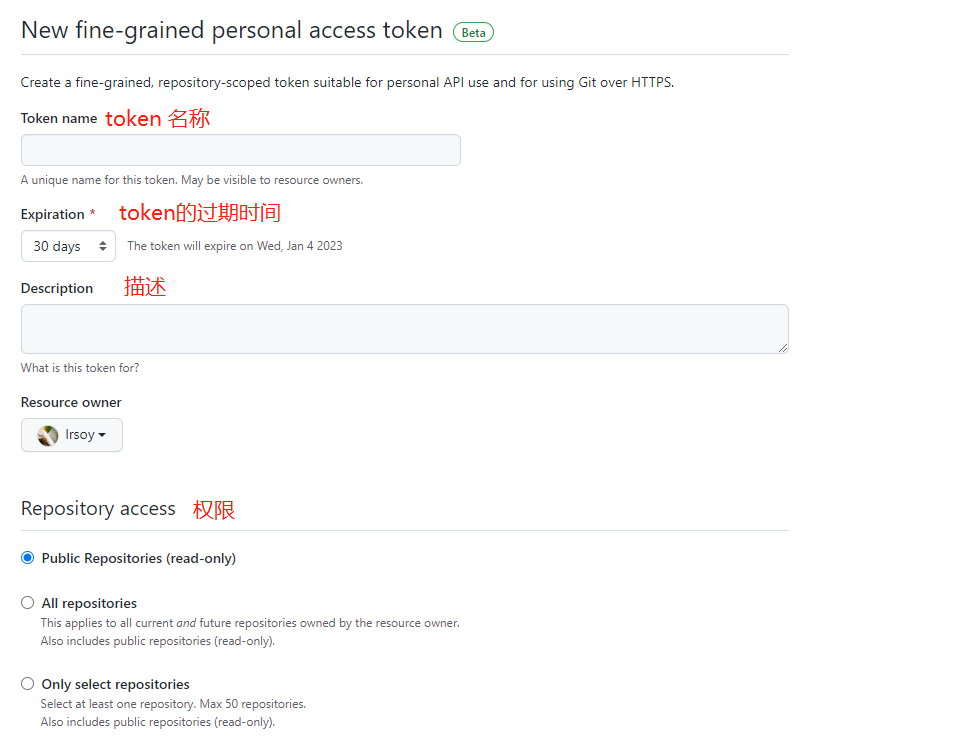 New fine-grained personal access token Beta
Create a fine-grained, repository-scoped token suitable for personal API use and for using Git over HTTPS.
Token name token 名称
A unique name for this token. May be visible to resource owners.
Expiration * token的过期时间
30 days The token will expire on Wed, Jan 4 2023
Description 描述
What is this token for?
Resource owner
lrsoy
Repository access 权限
Public Repositories (read-only)
All repositories
This applies to all current and future repositories owned by the resource owner.
Also includes public repositories (read-only).
Only select repositories
Select at least one repository. Max 50 repositories.
Also includes public repositories (read-only).